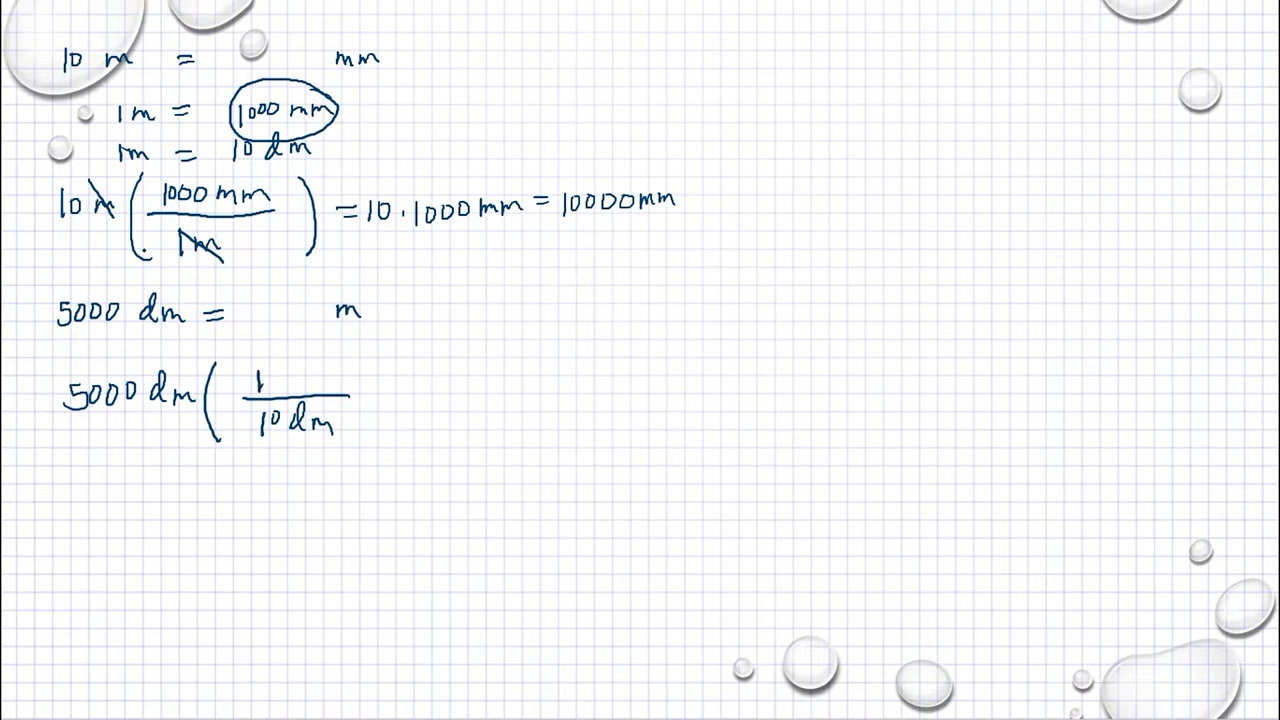 10 m = mm
1m = 1000 mm
1m = 10 dm
10 m ( 1000 mm / 1m ) = 10 . 1000 mm = 10000 mm
5000 dm = m
5000 dm ( 1 / 10 dm